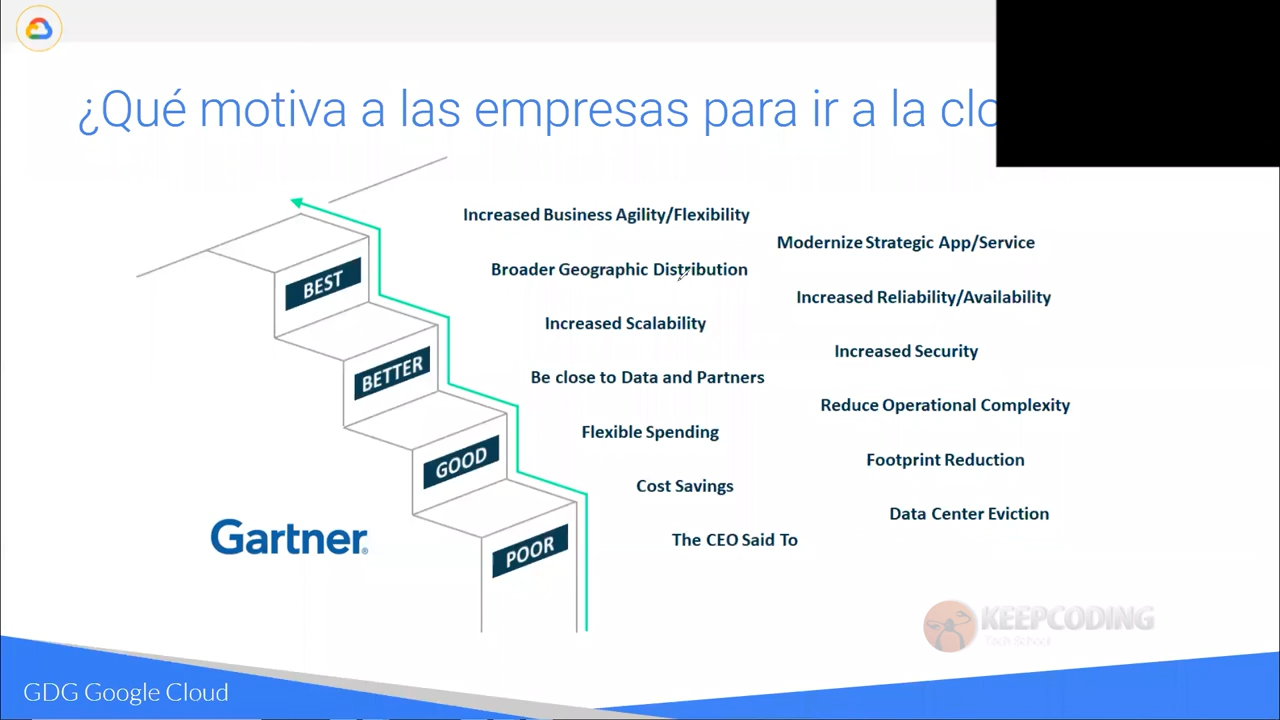 ¿Qué motiva a las empresas para ir a la
Increased Business Agility/Flexibility
Modernize Strategic App/Service
Broader Geographic Distribution
Increased Reliability/Availability
Increased Scalability
Increased Security
Be close to Data and Partners
Reduce Operational Complexity
Flexible Spending
Footprint Reduction
Cost Savings
Data Center Eviction
The CEO Said To
BEST
BETTER
GOOD
POOR
Gartner®
KEEPCODING
Tech School
GDG Google Cloud